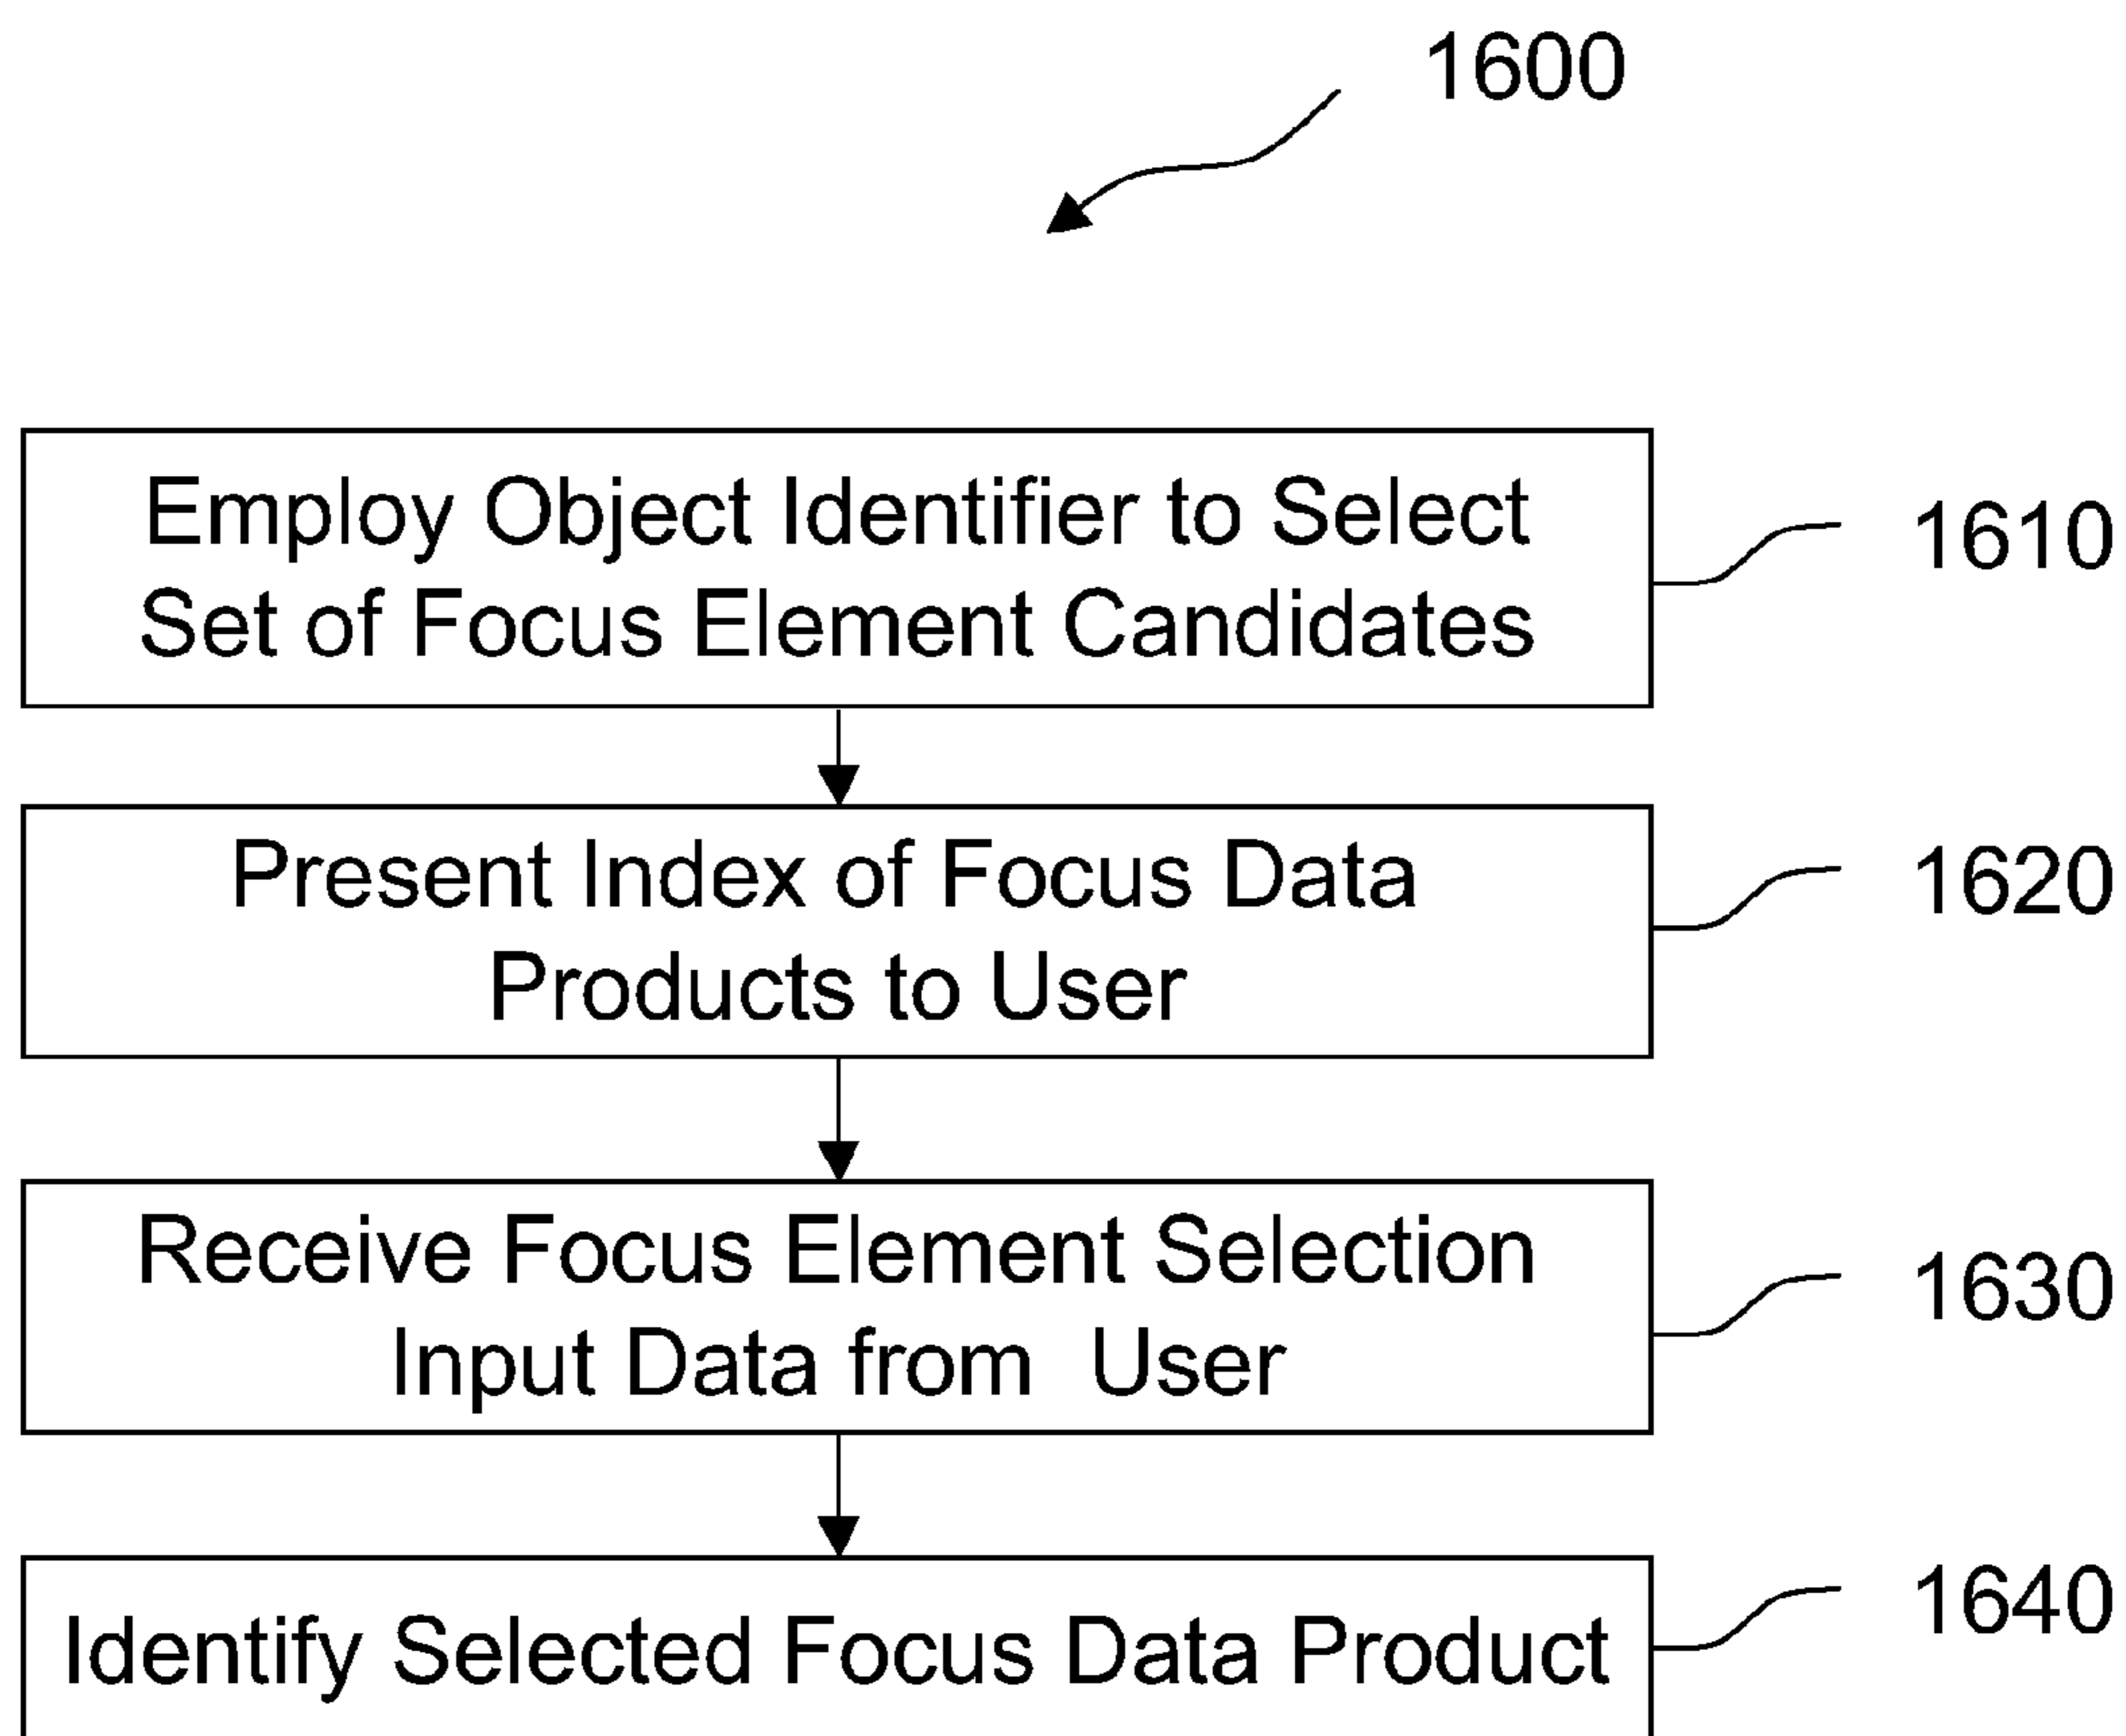 1600
Employ Object Identifier to Select
Set of Focus Element Candidates
1610
Present Index of Focus Data
Products to User
1620
Receive Focus Element Selection
Input Data from User
1630
Identify Selected Focus Data Product
1640